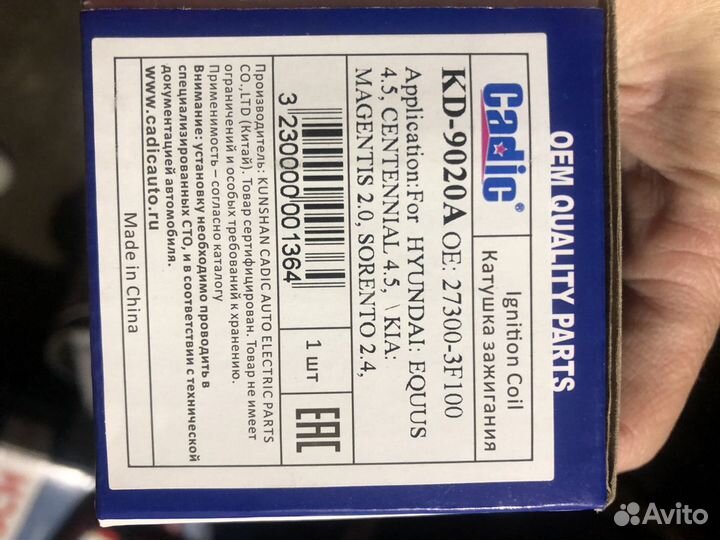 OEM QUALITY PARTS
Cadic®
Ignition Coil
Катушка зажигания
KD-9020A OE: 27300-3F100
Application:For HYUNDAI: EQUUS
4.5, CENTENNIAL 4.5, \ KIA:
MAGENTIS 2.0, SORENTO 2.4,
3 230000 001364
1 шт
EAC
Производитель: KUNSHAN CADIC AUTO ELECTRIC PARTS
CO.,LTD (Китай). Товар сертифицирован. Товар не имеет
ограничений и особых требований к хранению.
Применимость – согласно каталогу
Внимание: установку необходимо проводить в
специализированных СТО, и в соответствии с технической
документацией автомобиля.
www.cadicauto.ru
Made in China
Avito